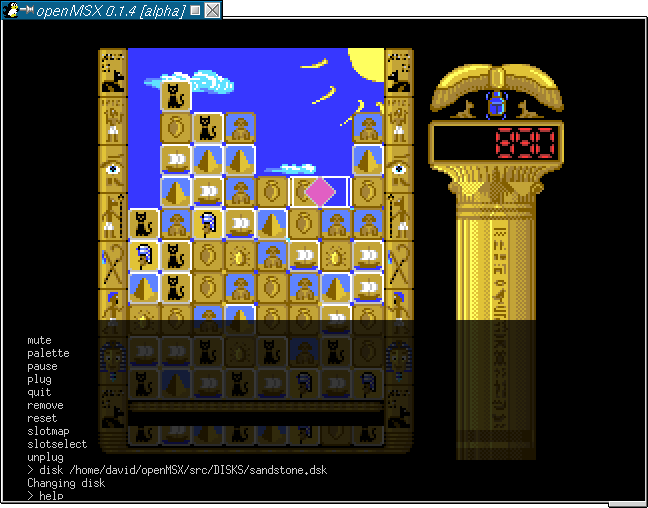 openMSX 0.1.4 [alpha]
890
mute
palette
pause
plug
quit
remove
reset
slotmap
slotselect
unplug
> disk /home/david/openMSX/src/DISKS/sandstone.dsk
Changing disk
> help